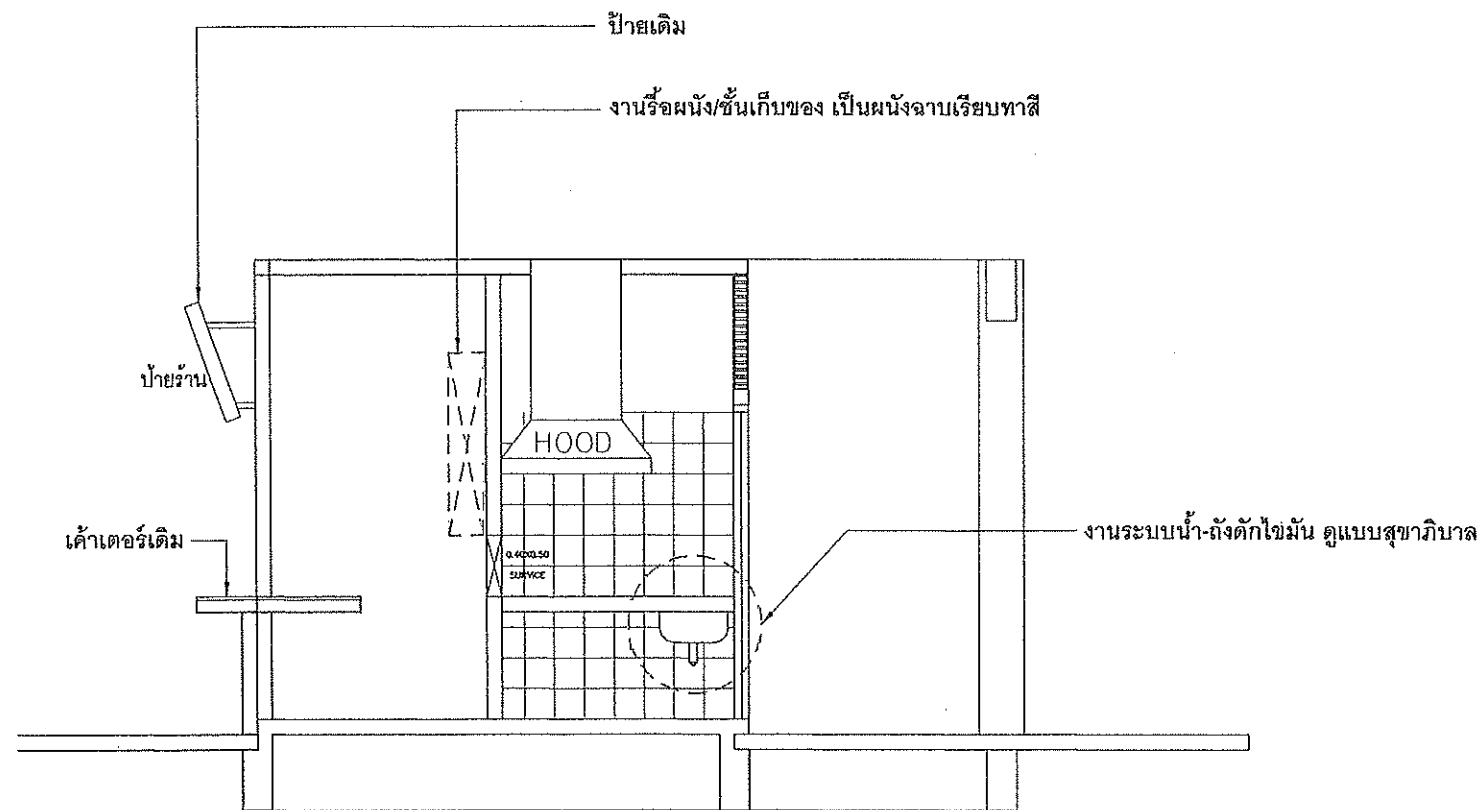 ป้ายเดิม
งานรื้อผนัง/ชั้นเก็บของ เป็นผนังฉาบเรียบทาสี
ป้ายร้าน
HOOD
เค้าเตอร์เดิม
0.40X0.50
SURVICE
งานระบบน้ำ-ถังดักไขมัน ดูแบบสุขาภิบาล